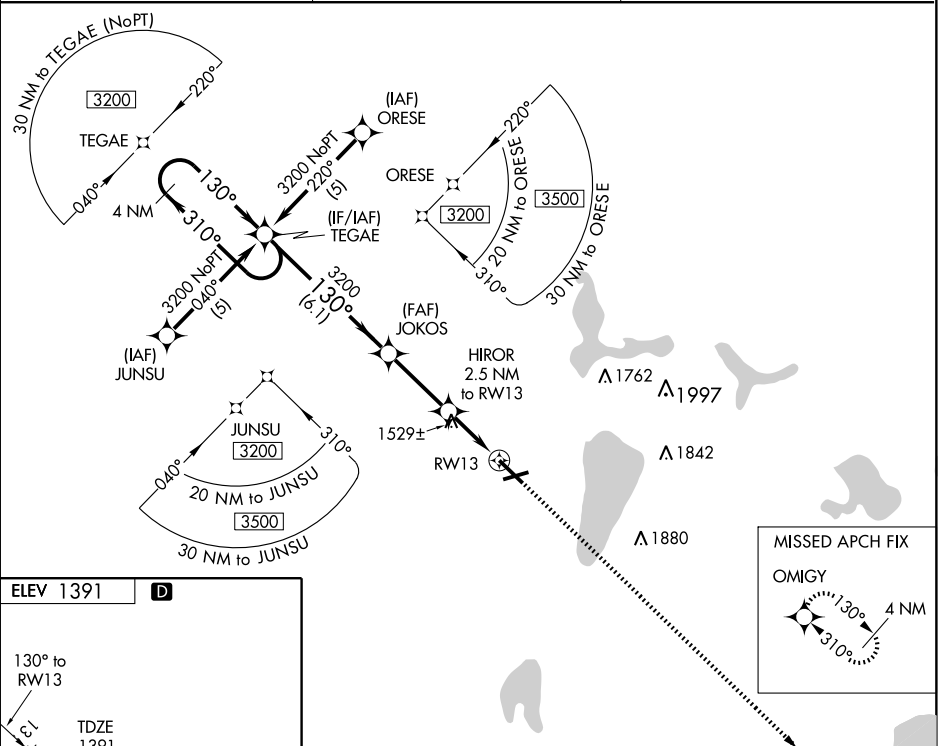 30 NM to TEGAE (NoPT)
3200
220°
TEGAE
040°
(IAF)
ORESE
3200 NoPT
220°
(5)
ORESE
220°
3200
20 NM to ORESE
3500
30 NM to ORESE
310°
4 NM
130°
310°
(IF/IAF)
TEGAE
3200 NoPT
040°
(5)
(IAF)
JUNSU
3200
130°
(6.1)
(FAF)
JOKOS
HIROR
2.5 NM
to RW13
1529±
RW13
1762
1997
1842
1880
JUNSU
3200
040°
310°
20 NM to JUNSU
3500
30 NM to JUNSU
MISSED APCH FIX
OMIGY
130°
310°
4 NM
ELEV 1391
D
130° to
RW13
13
TDZE
1391